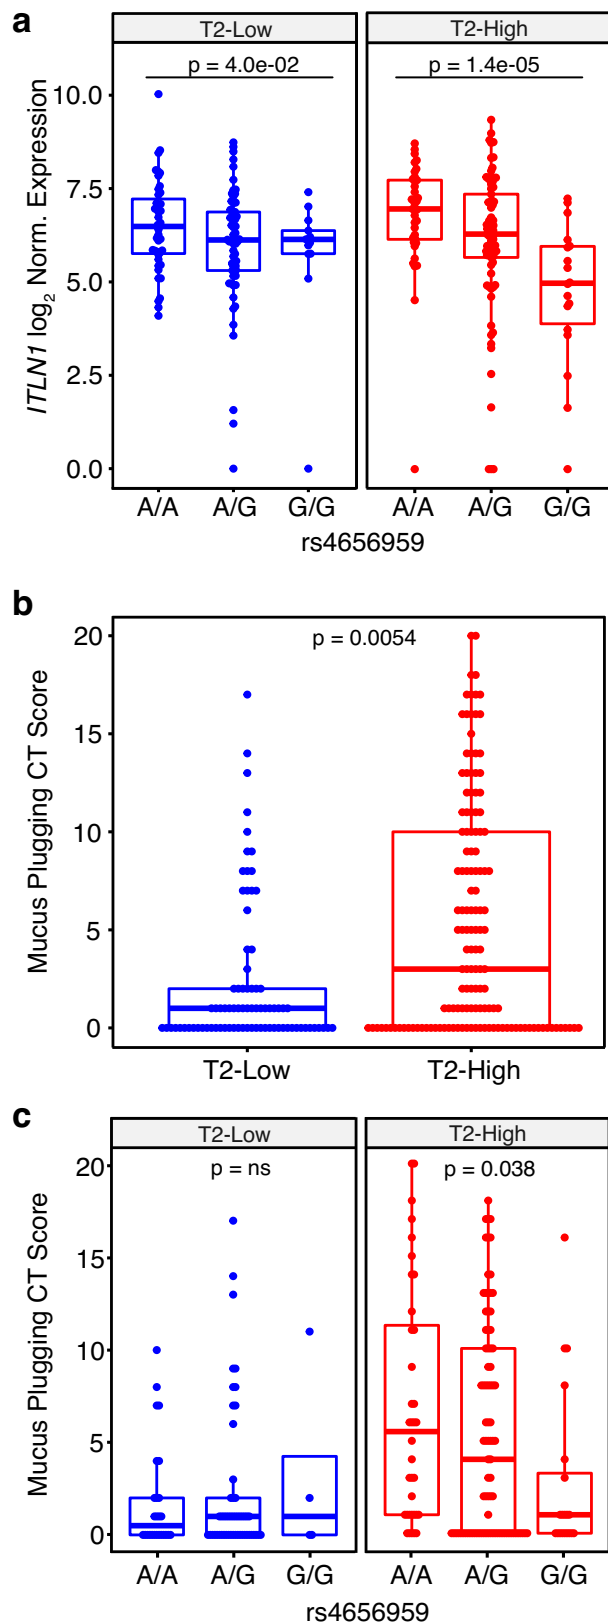 a
T2-Low
T2-High
p = 4.0e-02
p = 1.4e-05
ITLN1 log2 Norm. Expression
10.0
7.5
5.0
2.5
0.0
A/A
A/G
G/G
A/A
A/G
G/G
rs4656959
b
p = 0.0054
Mucus Plugging CT Score
20
15
10
5
0
T2-Low
T2-High
c
T2-Low
T2-High
p = ns
p = 0.038
Mucus Plugging CT Score
20
15
10
5
0
A/A
A/G
G/G
A/A
A/G
G/G
rs4656959